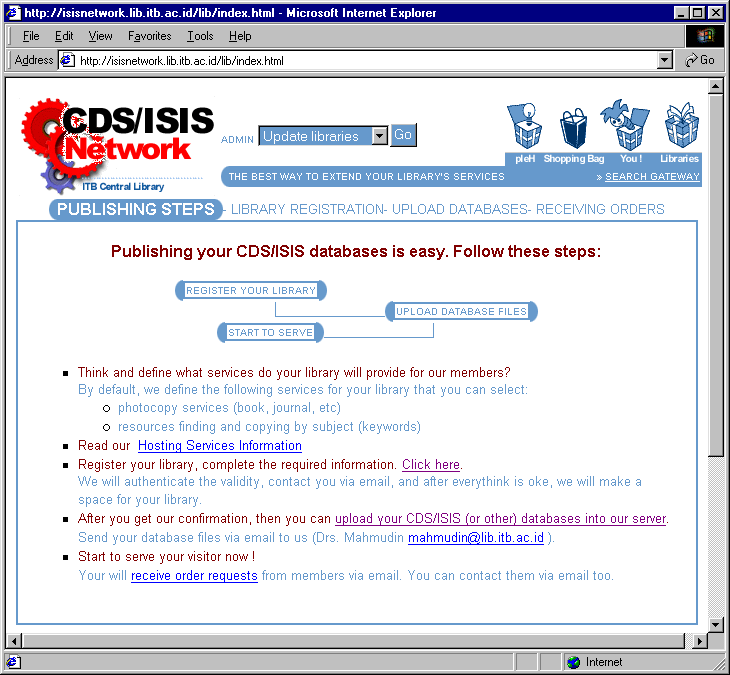 http://isisnetwork.lib.itb.ac.id/lib/index.html - Microsoft Internet Explorer
File Edit View Favorites Tools Help
Address http://isisnetwork.lib.itb.ac.id/lib/index.html Go
CDS/ISIS
Network
ITB Central Library
ADMIN Update libraries Go
pleH Shopping Bag You ! Libraries
THE BEST WAY TO EXTEND YOUR LIBRARY'S SERVICES » SEARCH GATEWAY
PUBLISHING STEPS - LIBRARY REGISTRATION- UPLOAD DATABASES- RECEIVING ORDERS
Publishing your CDS/ISIS databases is easy. Follow these steps:
REGISTER YOUR LIBRARY
UPLOAD DATABASE FILES
START TO SERVE
Think and define what services do your library will provide for our members?
By default, we define the following services for your library that you can select:
photocopy services (book, journal, etc)
resources finding and copying by subject (keywords)
Read our Hosting Services Information
Register your library, complete the required information. Click here.
We will authenticate the validity, contact you via email, and after everythink is oke, we will make a
space for your library.
After you get our confirmation, then you can upload your CDS/ISIS (or other) databases into our server.
Send your database files via email to us (Drs. Mahmudin mahmudin@lib.itb.ac.id ).
Start to serve your visitor now !
Your will receive order requests from members via email. You can contact them via email too.
Internet